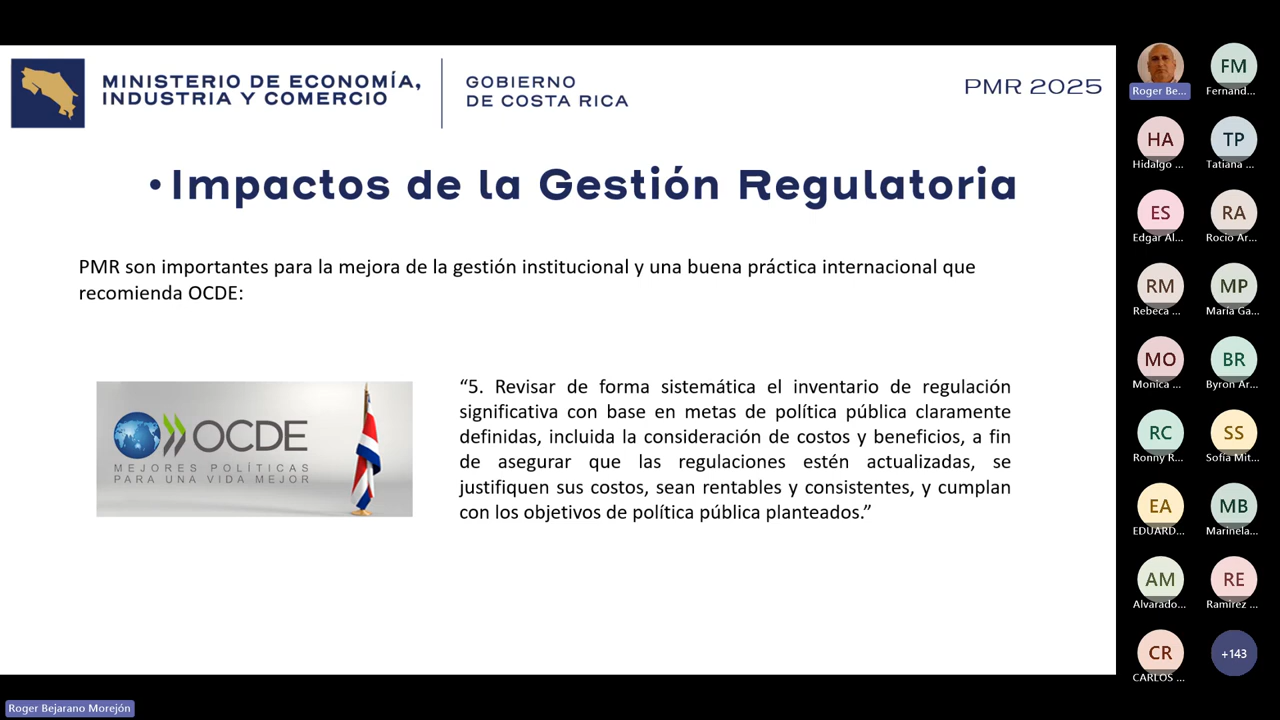 MINISTERIO DE ECONOMÍA,
INDUSTRIA Y COMERCIO
GOBIERNO
DE COSTA RICA
PMR 2025
• Impactos de la Gestión Regulatoria
PMR son importantes para la mejora de la gestión institucional y una buena práctica internacional que
recomienda OCDE:
OCDE
MEJORES POLÍTICAS
PARA UNA VIDA MEJOR
“5. Revisar de forma sistemática el inventario de regulación
significativa con base en metas de política pública claramente
definidas, incluida la consideración de costos y beneficios, a fin
de asegurar que las regulaciones estén actualizadas, se
justifiquen sus costos, sean rentables y consistentes, y cumplan
con los objetivos de política pública planteados.”
Roger Be...
FM
Fernand...
HA
Hidalgo ...
TP
Tatiana ...
ES
Edgar Al...
RA
Rocio Ar...
RM
Rebeca ...
MP
María Ga...
MO
Monica ...
BR
Byron Ar...
RC
Ronny R...
SS
Sofía Mit...
EA
EDUARD...
MB
Marinela...
AM
Alvarado...
RE
Ramirez ...
CR
CARLOS ...
+143
Roger Bejarano Morejón